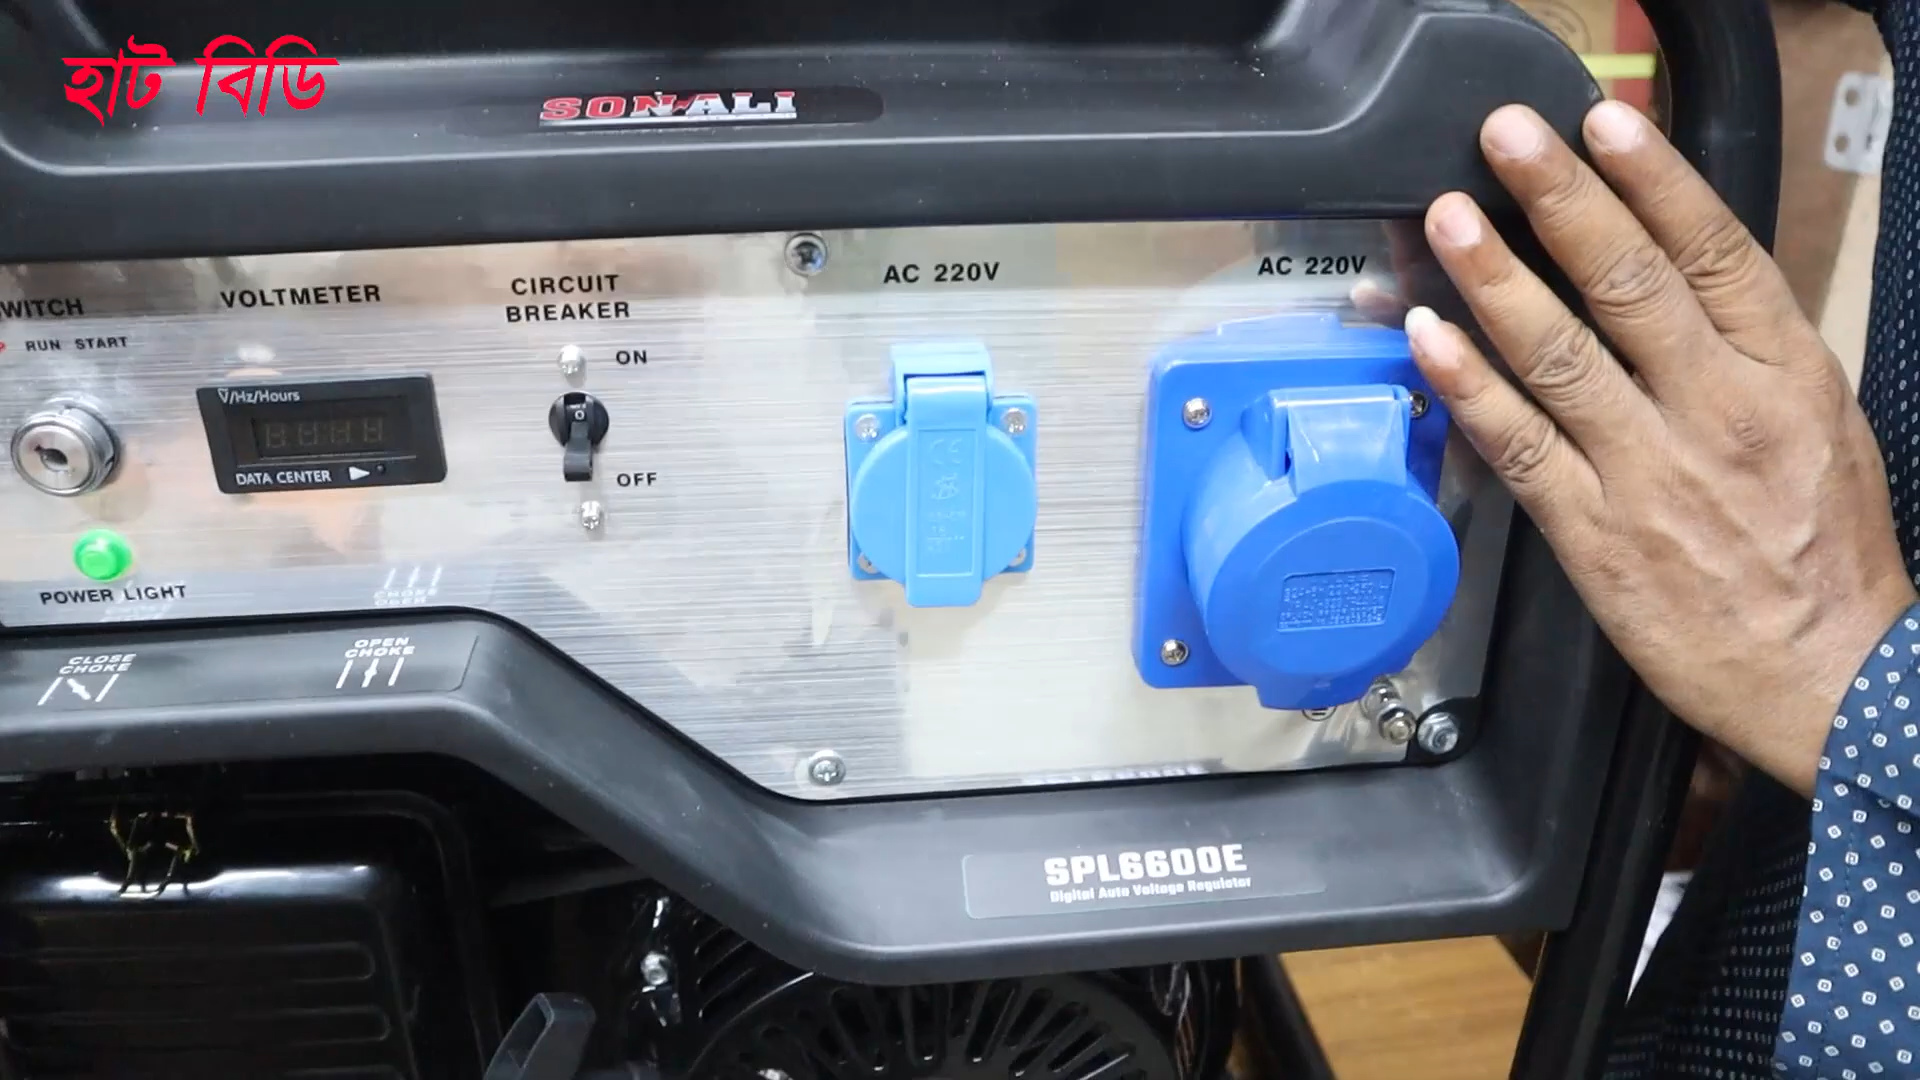 হাট বিডি
SONALI
WITCH
RUN START
VOLTMETER
V/Hz/Hours
DATA CENTER
CIRCUIT
BREAKER
ON
OFF
AC 220V
AC 220V
POWER LIGHT
CLOSE
CHOKE
OPEN
CHOKE
SPL6600E
Digital Auto Voltage Regulator